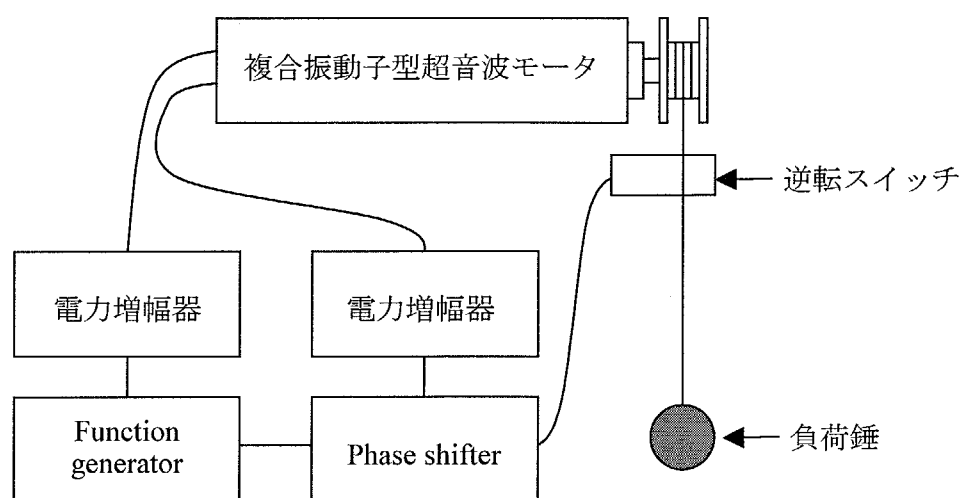 複合振動子型超音波モータ
逆転スイッチ
電力増幅器
電力増幅器
Function
generator
Phase shifter
負荷錘